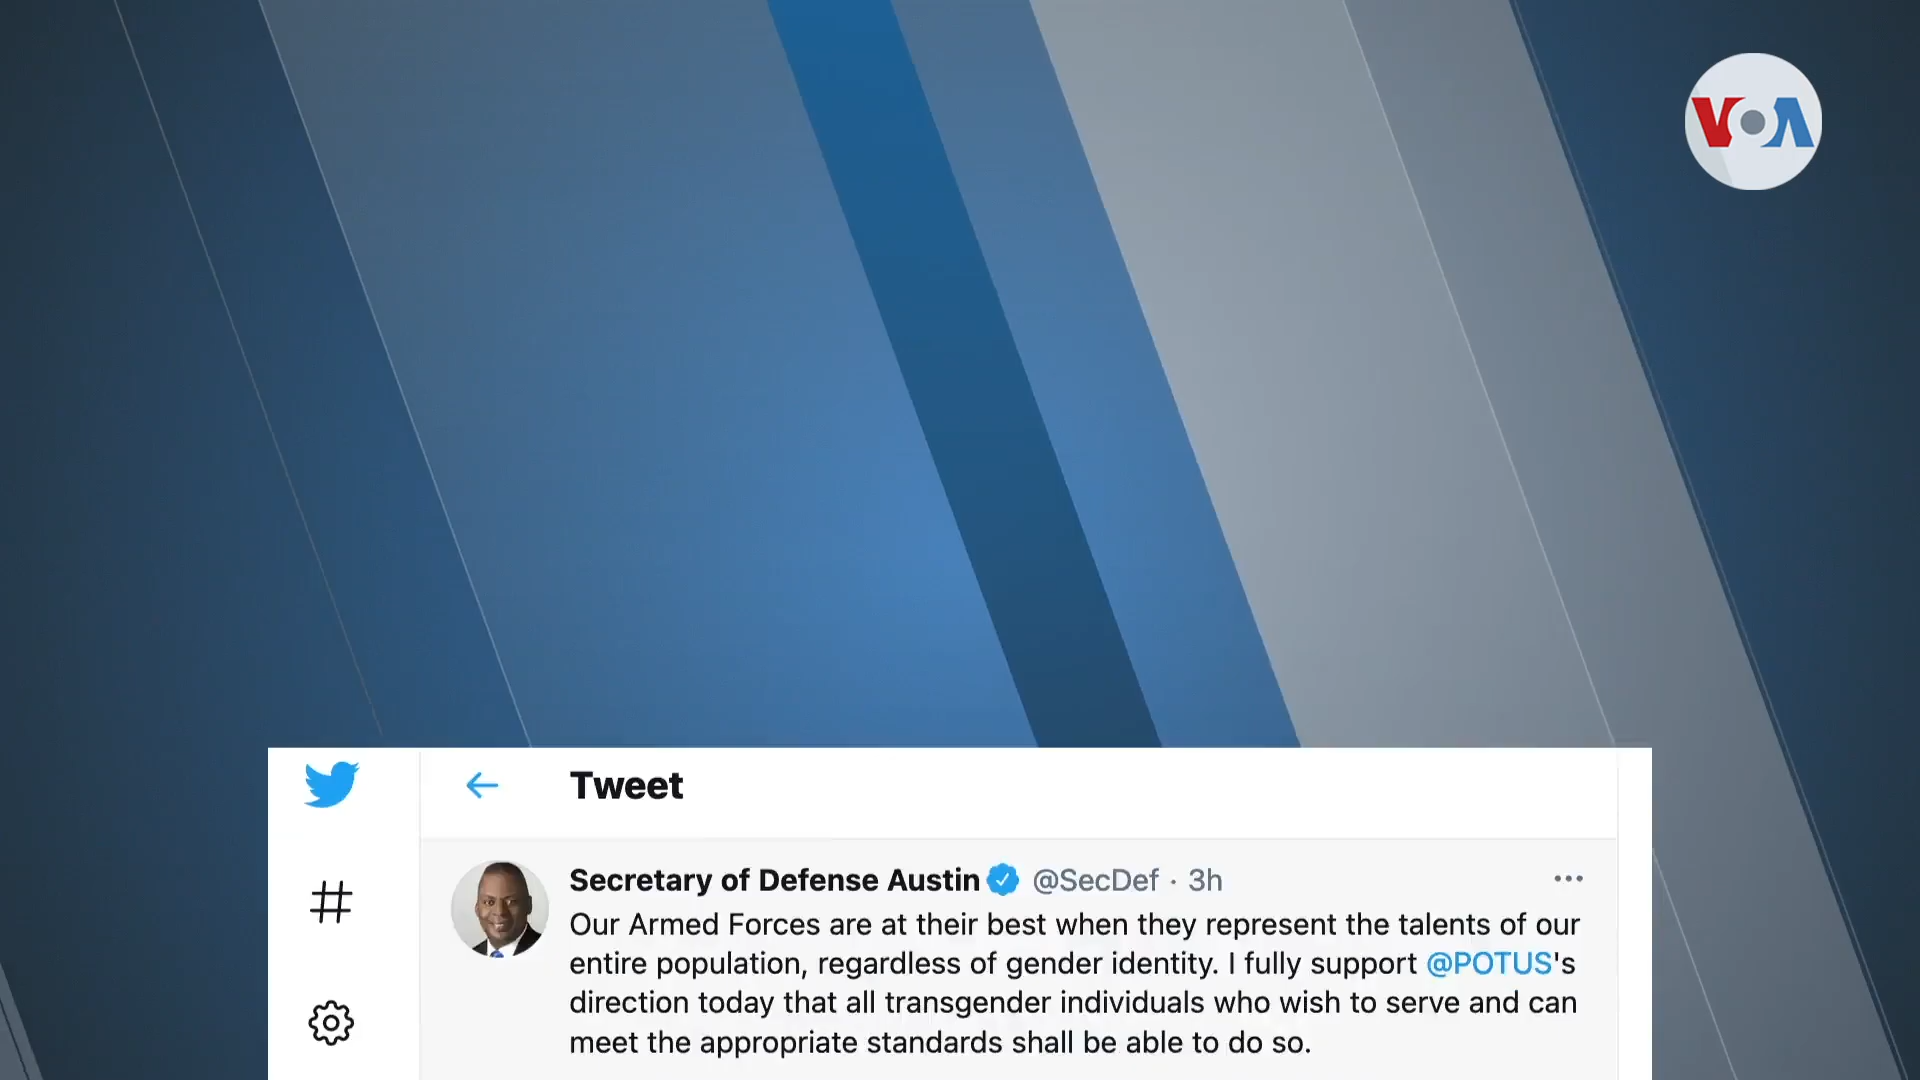 VOA
Tweet
Secretary of Defense Austin @SecDef · 3h
Our Armed Forces are at their best when they represent the talents of our
entire population, regardless of gender identity. I fully support @POTUS's
direction today that all transgender individuals who wish to serve and can
meet the appropriate standards shall be able to do so.